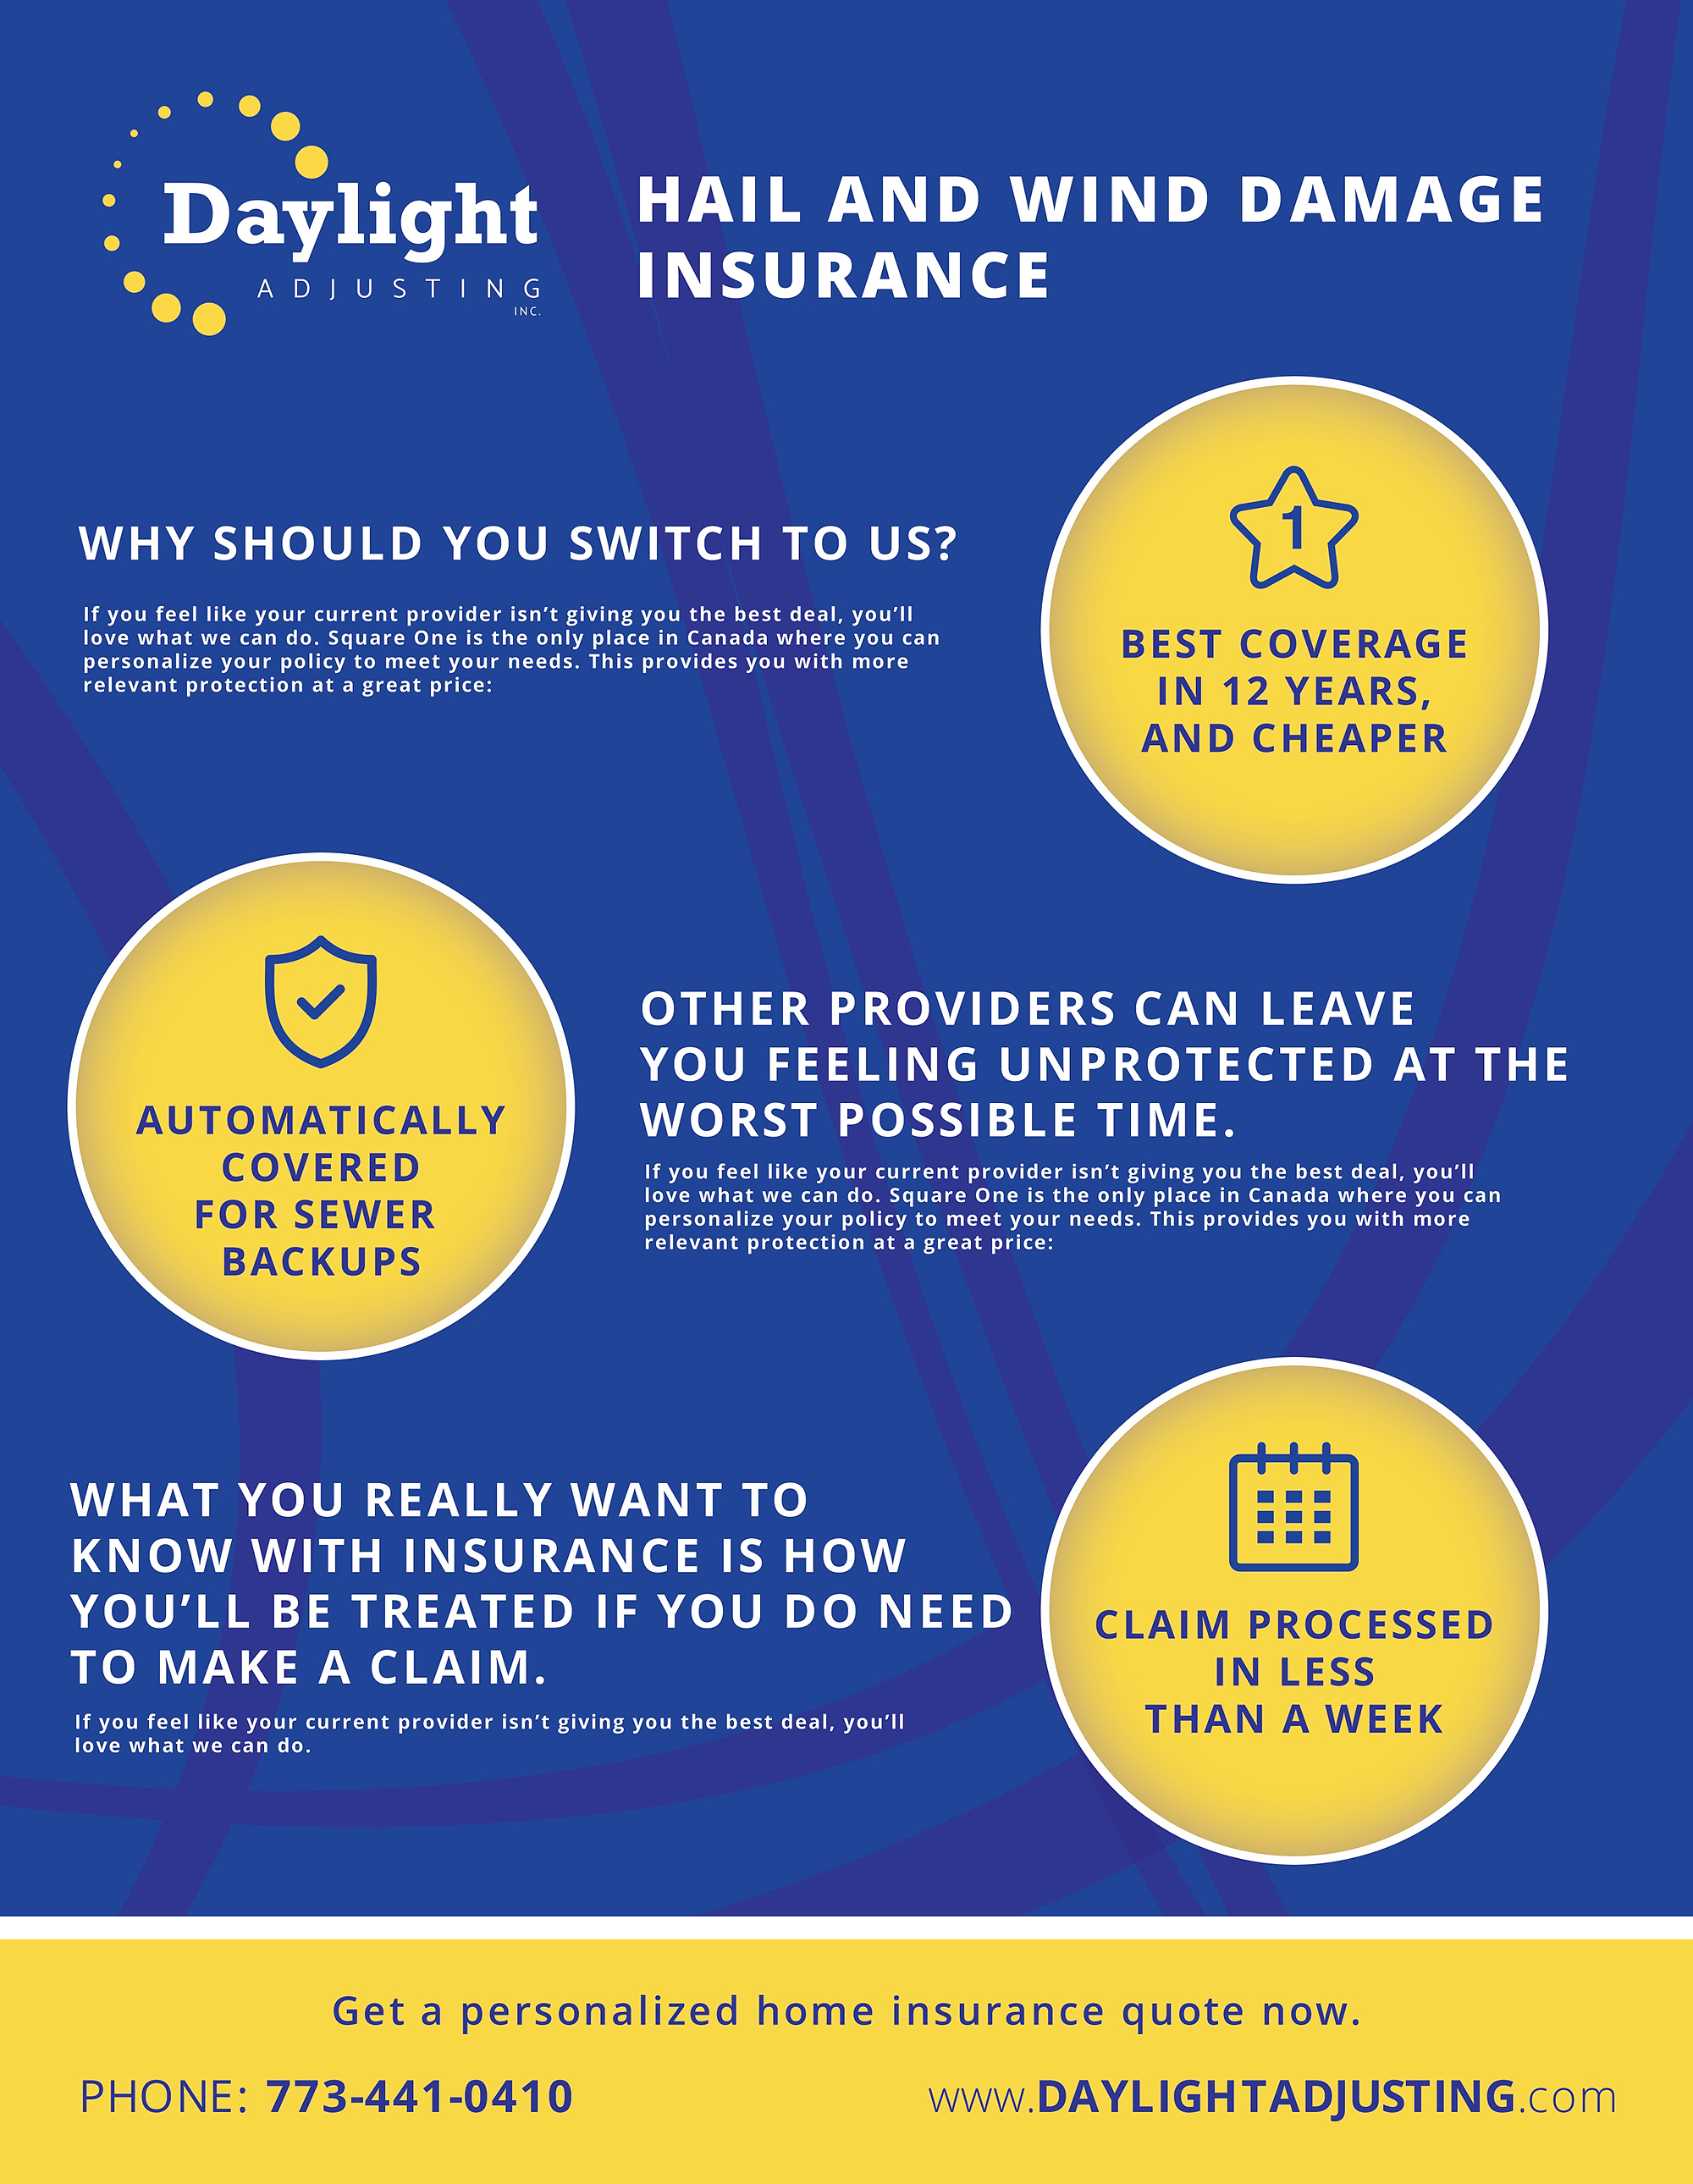 Daylight
ADJUSTING
INC.
HAIL AND WIND DAMAGE
INSURANCE
WHY SHOULD YOU SWITCH TO US?
If you feel like your current provider isn't giving you the best deal, you'll
love what we can do. Square One is the only place in Canada where you can
personalize your policy to meet your needs. This provides you with more
relevant protection at a great price:
1
BEST COVERAGE
IN 12 YEARS,
AND CHEAPER
AUTOMATICALLY
COVERED
FOR SEWER
BACKUPS
OTHER PROVIDERS CAN LEAVE
YOU FEELING UNPROTECTED AT THE
WORST POSSIBLE TIME.
If you feel like your current provider isn't giving you the best deal, you'll
love what we can do. Square One is the only place in Canada where you can
personalize your policy to meet your needs. This provides you with more
relevant protection at a great price:
WHAT YOU REALLY WANT TO
KNOW WITH INSURANCE IS HOW
YOU'LL BE TREATED IF YOU DO NEED
TO MAKE A CLAIM.
If you feel like your current provider isn't giving you the best deal, you'll
love what we can do.
CLAIM PROCESSED
IN LESS
THAN A WEEK
Get a personalized home insurance quote now.
PHONE: 773-441-0410
www.DAYLIGHTADJUSTING.com